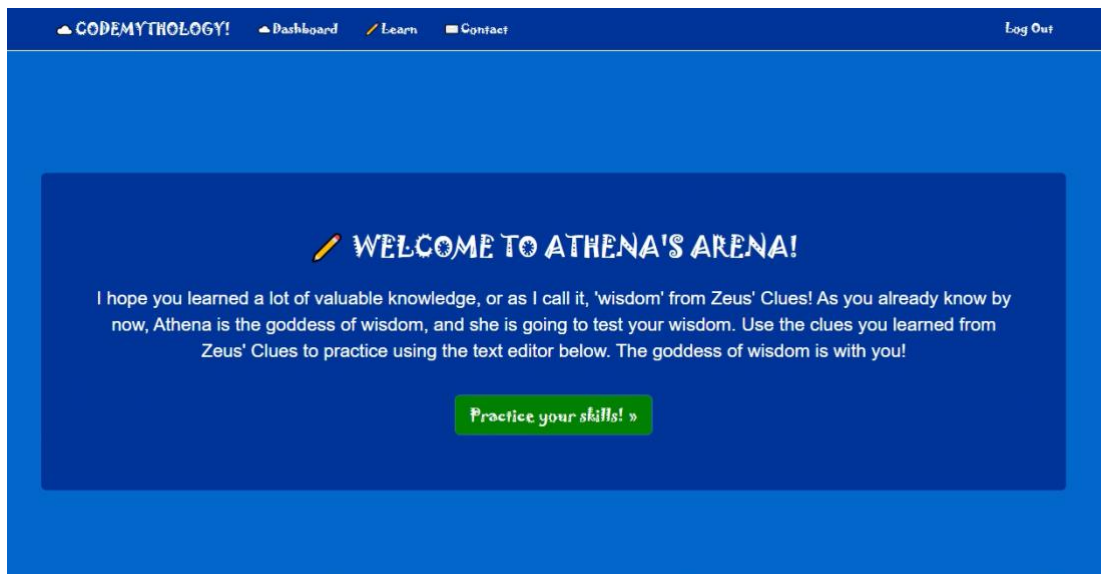 CODEMYTHOLOGY! Dashboard Learn Contact Log Out
WELCOME TO ATHENA'S ARENA!
I hope you learned a lot of valuable knowledge, or as I call it, 'wisdom' from Zeus' Clues! As you already know by
now, Athena is the goddess of wisdom, and she is going to test your wisdom. Use the clues you learned from
Zeus' Clues to practice using the text editor below. The goddess of wisdom is with you!
Practice your skills! »